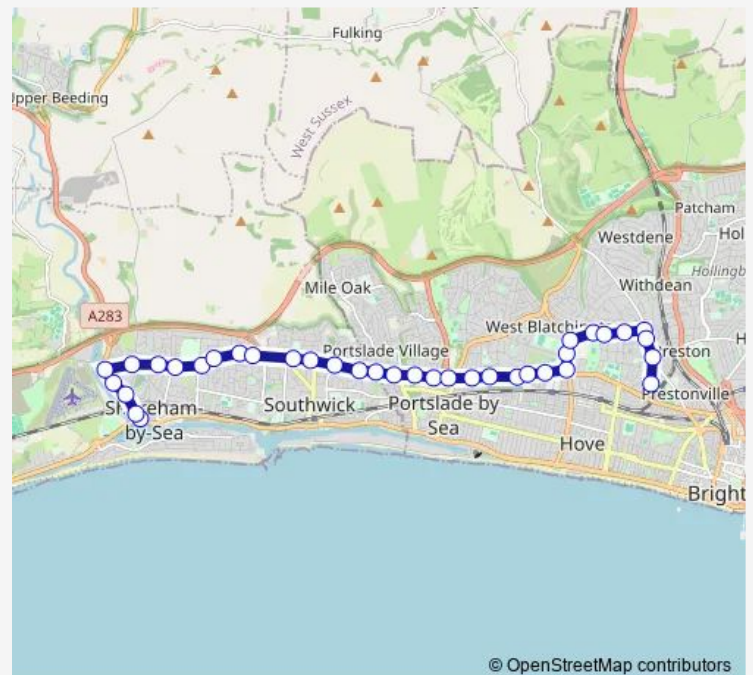 Fulking
Upper Beeding
West Sussex
Patcham
Westdene
Hol
Hollingb
Mile Oak
Withdean
A283
West Blatchin
Portslade Village
Preston
H
Prestonville
Southwick
Portslade by
Sea
Shoreham-
by-Sea
Hove
Bright
© OpenStreetMap contributors